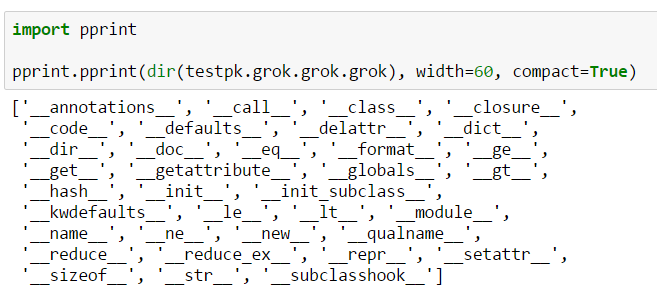 import pprint
pprint.pprint(dir(testpk.grok.grok.grok), width=60, compact=True)
['__annotations__', '__call__', '__class__', '__closure__',
'__code__', '__defaults__', '__delattr__', '__dict__',
'__dir__', '__doc__', '__eq__', '__format__', '__ge__',
'__get__', '__getattribute__', '__globals__', '__gt__',
'__hash__', '__init__', '__init_subclass__',
'__kwdefaults__', '__le__', '__lt__', '__module__',
'__name__', '__ne__', '__new__', '__qualname__',
'__reduce__', '__reduce_ex__', '__repr__', '__setattr__',
'__sizeof__', '__str__', '__subclasshook__']